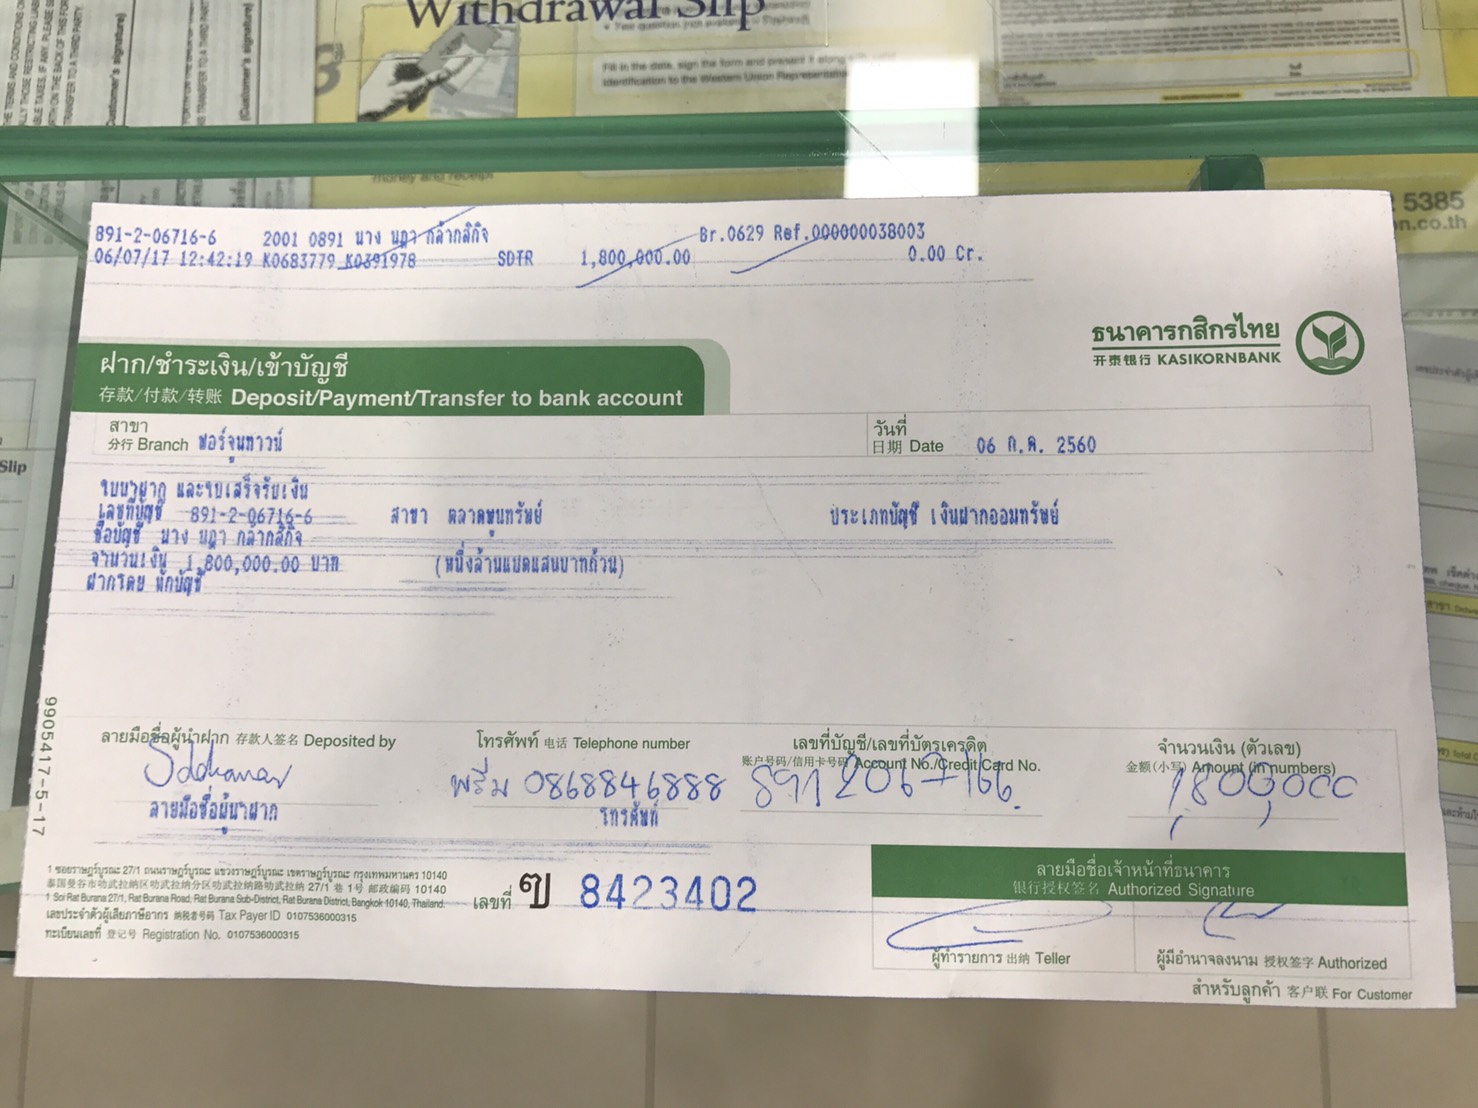 Withdrawal Slip
Fill in the date, sign the form and present it along with
identification to the Western Union Representative
money and receipt
5385
n.co.th
Slip
891-2-06716-6 2001 0891 นาง นฏา กล้ากสิกิจ Br.0629 Ref.000000038003
06/07/17 12:42:19 K0683779 K0391978 SDTR 1,800,000.00 0.00 Cr.
ธนาคารกสิกรไทย
开泰银行 KASIKORNBANK
ฝาก/ชำระเงิน/เข้าบัญชี
存款/付款/转账 Deposit/Payment/Transfer to bank account
สาขา
分行 Branch ฟอร์จูนทาวน์
วันที่
日期 Date 06 ก.ค. 2560
ใบนำฝาก และใบเสร็จรับเงิน
เลขที่บัญชี 891-2-06716-6 สาขา ตลาดพูนทรัพย์ ประเภทบัญชี เงินฝากออมทรัพย์
ชื่อบัญชี นาง นฏา กล้ากสิกิจ
จำนวนเงิน 1,800,000.00 บาท (หนึ่งล้านแปดแสนบาทถ้วน)
ฝากโดย หักบัญชี
ลายมือชื่อผู้นำฝาก 存款人签名 Deposited by
โทรศัพท์ 电话 Telephone number
พรีม 0868846888
เลขที่บัญชี/เลขที่บัตรเครดิต
账户号码/信用卡号码 Account No./Credit Card No.
891 2067166
จำนวนเงิน (ตัวเลข)
金额(小写) Amount (in numbers)
1,800,000
ลายมือชื่อผู้นำฝาก โทรศัพท์
9905417-5-17
1 ซอยราษฎร์บูรณะ 27/1 ถนนราษฎร์บูรณะ แขวงราษฎร์บูรณะ เขตราษฎร์บูรณะ กรุงเทพมหานคร 10140
泰国曼谷市叻武拉纳区叻武拉纳分区叻武拉纳路叻武拉纳 27/1 巷 1号 邮政编码 10140
1 Soi Rat Burana 27/1, Rat Burana Road, Rat Burana Sub-District, Rat Burana District, Bangkok 10140, Thailand.
เลขประจำตัวผู้เสียภาษีอากร 纳税者号码 Tax Payer ID 0107536000315
ทะเบียนเลขที่ 登记号 Registration No. 0107536000315
เลขที่ ฃ 8423402
ลายมือชื่อเจ้าหน้าที่ธนาคาร
银行授权签名 Authorized Signature
ผู้ทำรายการ 出纳 Teller
ผู้มีอำนาจลงนาม 授权签字 Authorized
สำหรับลูกค้า 客户联 For Customer